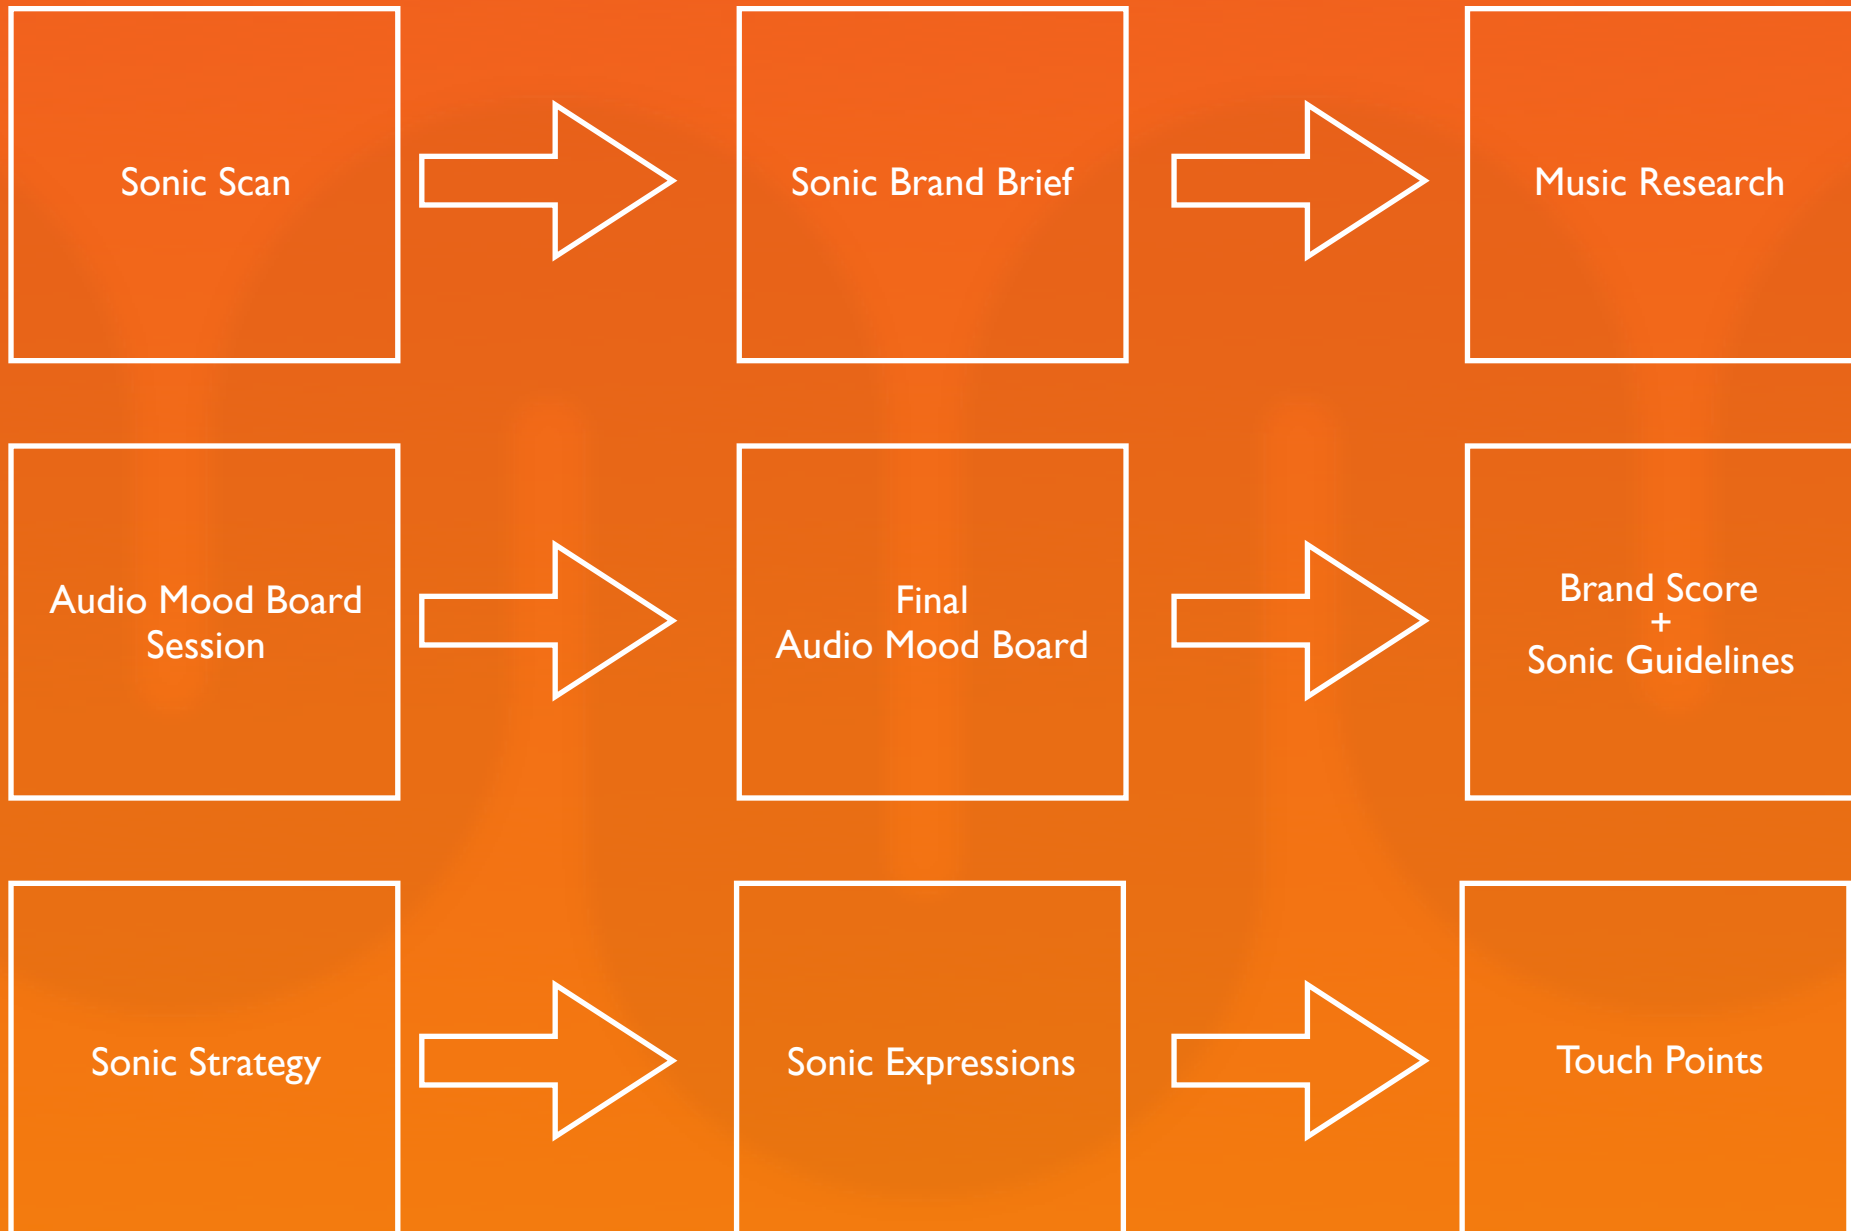 Sonic Scan
Sonic Brand Brief
Music Research
Audio Mood Board
Session
Final
Audio Mood Board
Brand Score
+
Sonic Guidelines
Sonic Strategy
Sonic Expressions
Touch Points